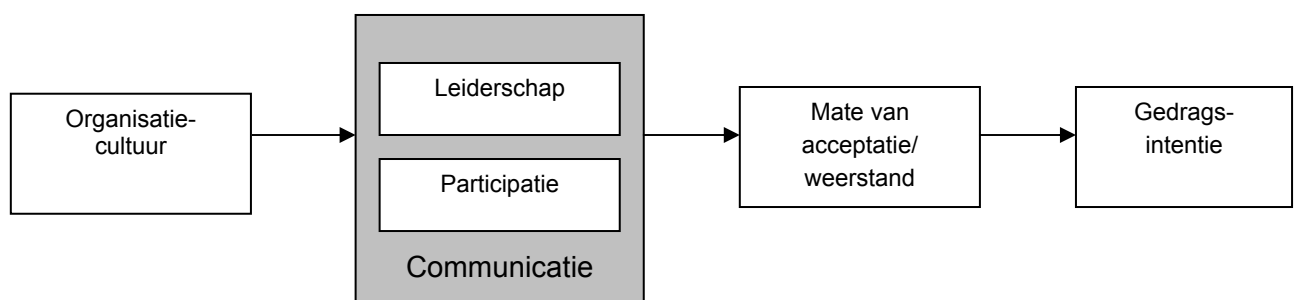 Organisatie-
cultuur
Leiderschap
Participatie
Communicatie
Mate van
acceptatie/
weerstand
Gedrags-
intentie